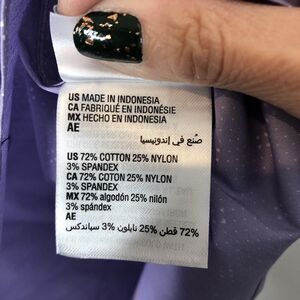 US MADE IN INDONESIA
CA FABRIQUÉ EN INDONÉSIE
MX HECHO EN INDONESIA
AE
صُنع في إندونيسيا
US 72% COTTON 25% NYLON
3% SPANDEX
CA 72% COTON 25% NYLON
3% SPANDEX
MX 72% algodón 25% nilón
3% spándex
AE
72% قطن 25% نايلون 3% سباندكس